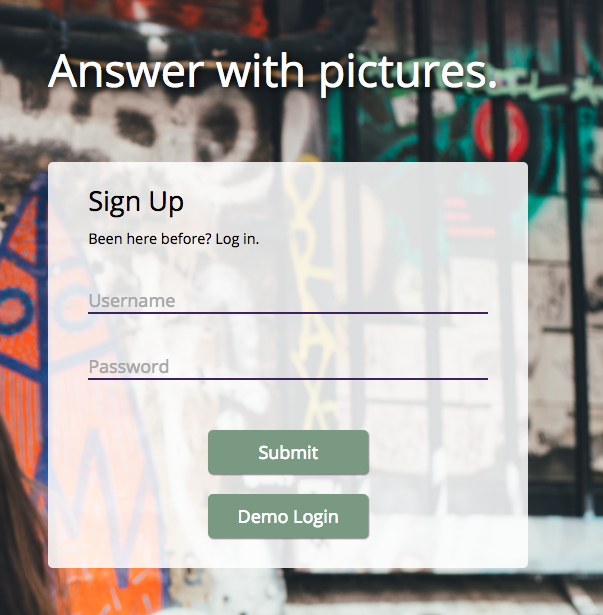 Answer with pictures.
Sign Up
Been here before? Log in.
Username
Password
Submit
Demo Login